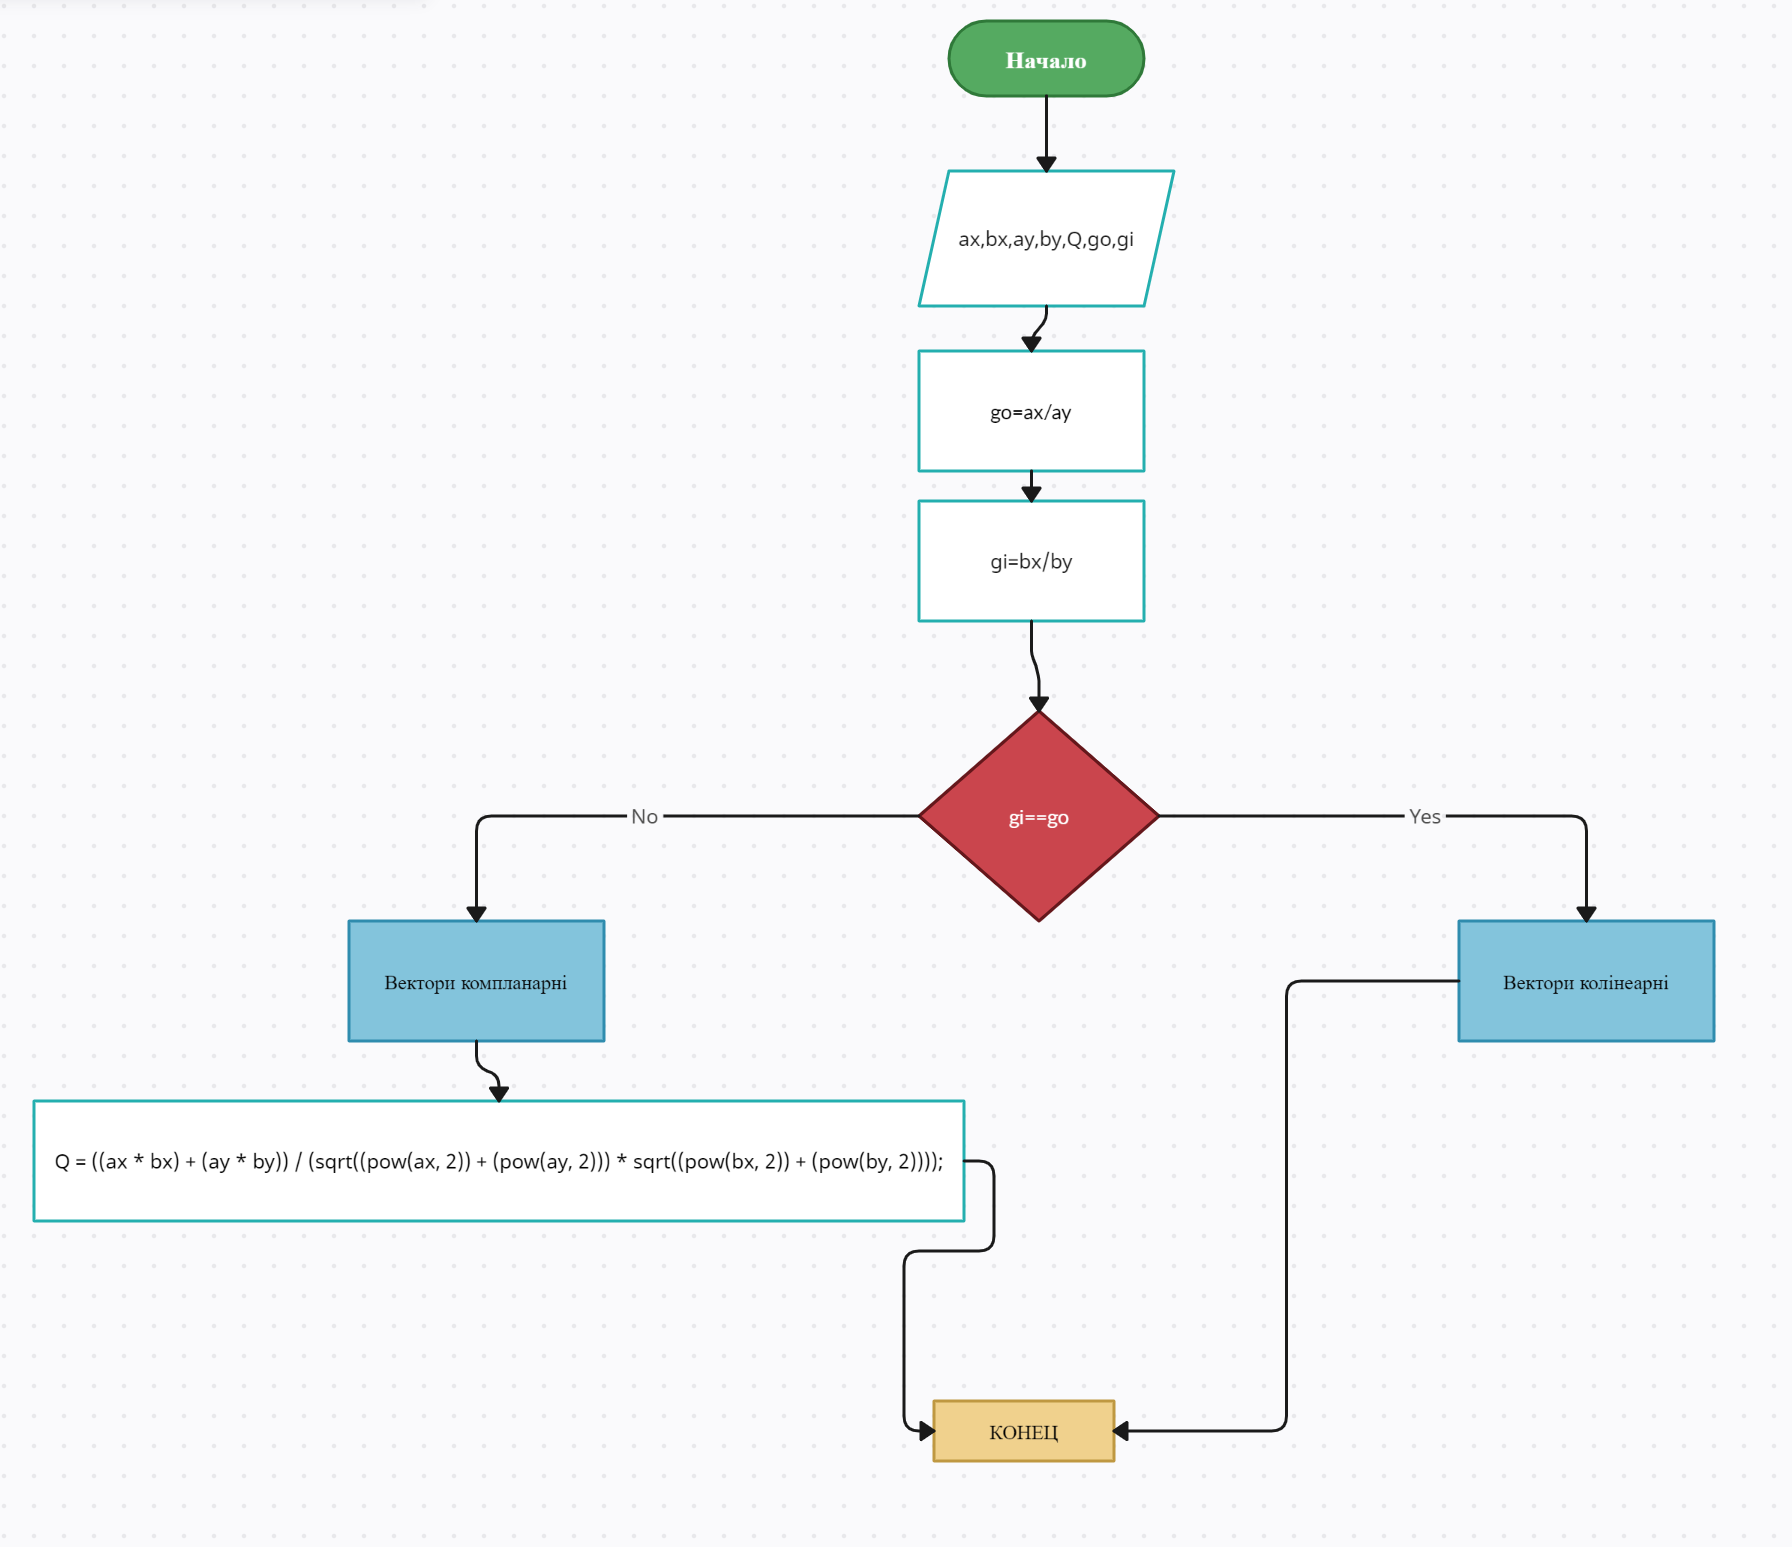 Начало
ax,bx,ay,by,Q,go,gi
go=ax/ay
gi=bx/by
gi==go
No
Yes
Вектори компланарні
Вектори колінеарні
Q = ((ax * bx) + (ay * by)) / (sqrt((pow(ax, 2)) + (pow(ay, 2))) * sqrt((pow(bx, 2)) + (pow(by, 2))));
КОНЕЦ